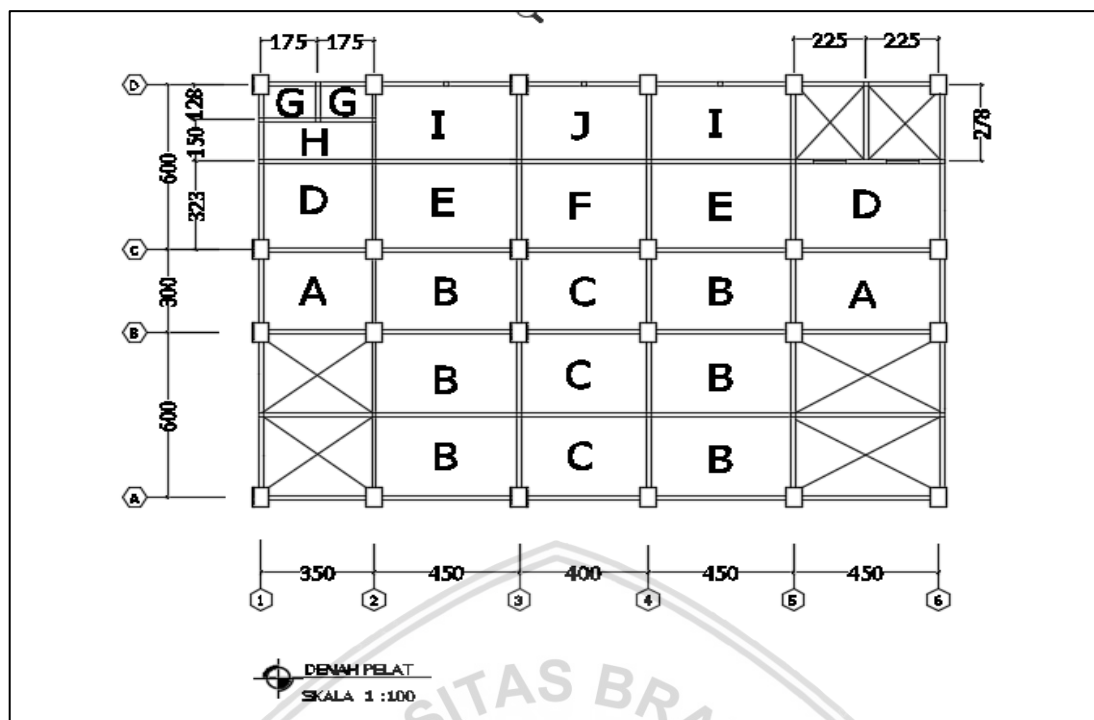 175 175 225 225
D
G G I J I
128
278
150
H
600
323
D E F E D
C
A B C B A
300
B
B C B
600
B C B
A
350 450 400 450 450
1 2 3 4 5 6
DENAH PELAT
SKALA 1 :100
SITAS BRA